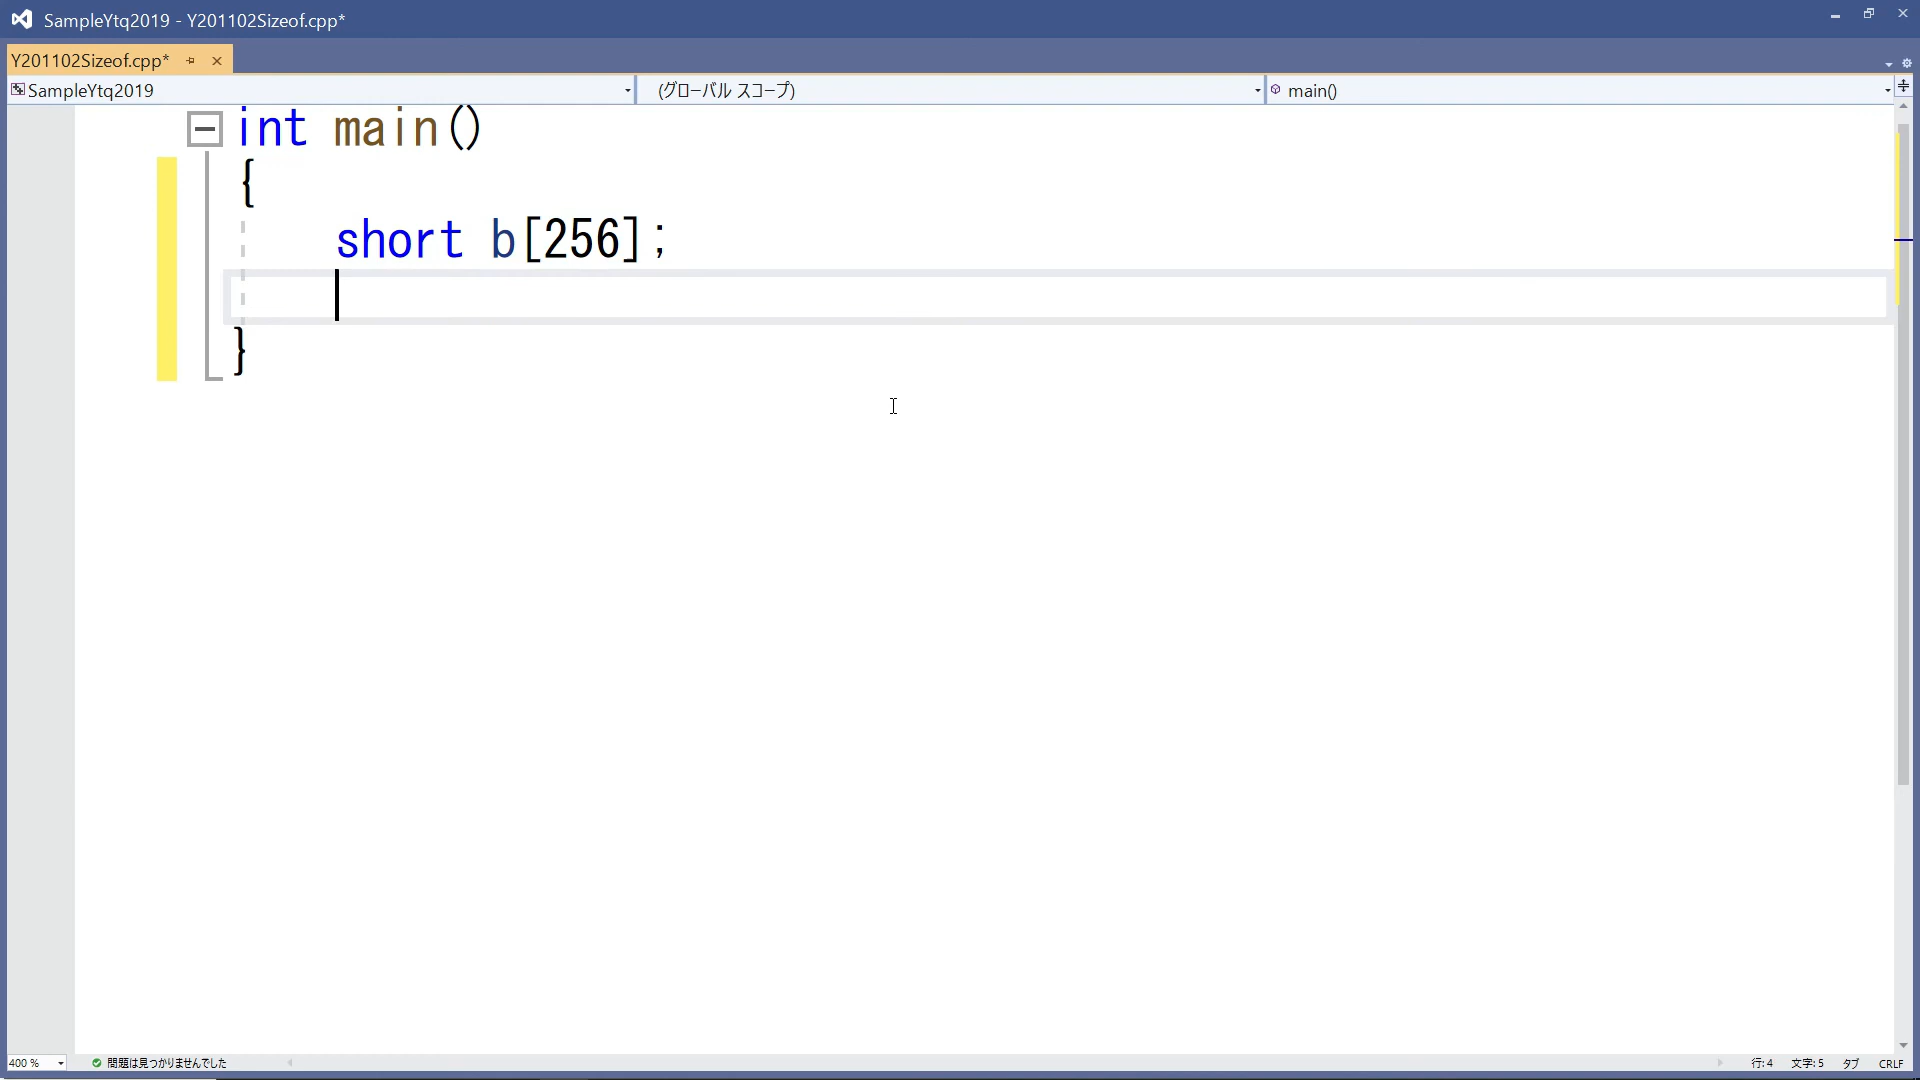 SampleYtq2019 - Y201102Sizeof.cpp*
Y201102Sizeof.cpp*
SampleYtq2019
(グローバル スコープ)
main()
int main()
{
short b[256];
}
400 %
問題は見つかりませんでした
行: 4
文字: 5
タブ
CRLF